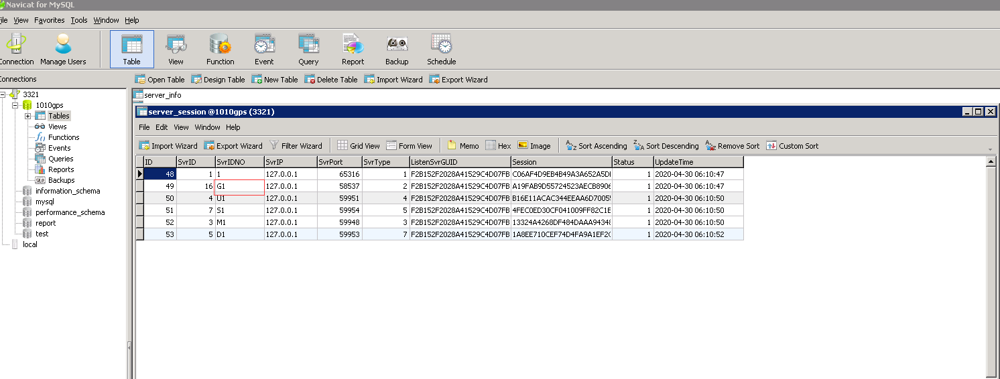 Navicat for MySQL
ile View Favorites Tools Window Help
Connection Manage Users Table View Function Event Query Report Backup Schedule
Connections
Open Table Design Table New Table Delete Table Import Wizard Export Wizard
3321
1010gps
Tables
Views
Functions
Events
Queries
Reports
Backups
information_schema
mysql
performance_schema
report
test
local
server_info
server_session @1010gps (3321)
File Edit View Window Help
Import Wizard Export Wizard Filter Wizard Grid View Form View Memo Hex Image Sort Ascending Sort Descending Remove Sort Custom Sort
ID SvrID SvrIDNO SvrIP SvrPort SvrType ListenSvrGUID Session Status UpdateTime
48 1 1 127.0.0.1 65316 1 F2B152F2028A41529C4D07FB C06AF4D9EB4B49A3A652A5DI 1 2020-04-30 06:10:47
49 16 G1 127.0.0.1 58537 2 F2B152F2028A41529C4D07FB A19FAB9D55724523AECB8906 1 2020-04-30 06:10:47
50 4 U1 127.0.0.1 59951 4 F2B152F2028A41529C4D07FB B16E11ACAC344EEAA6D7005 1 2020-04-30 06:10:50
51 7 S1 127.0.0.1 59954 5 F2B152F2028A41529C4D07FB 4FEC0ED30CF041009FF82C1E 1 2020-04-30 06:10:50
52 3 M1 127.0.0.1 59948 3 F2B152F2028A41529C4D07FB 13324A4268DF484DAAA94348 1 2020-04-30 06:10:50
53 5 D1 127.0.0.1 59953 7 F2B152F2028A41529C4D07FB 1A8EE710CEF74D4FA9A1EF2C 1 2020-04-30 06:10:52